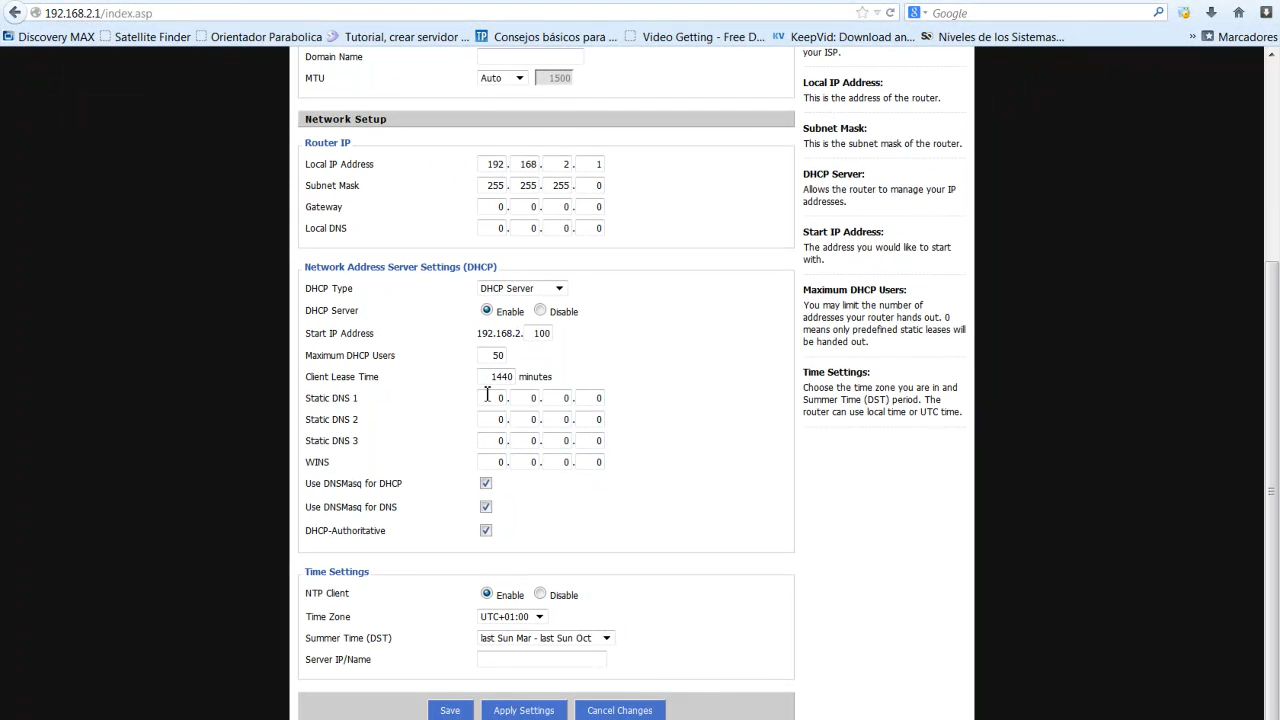 192.168.2.1/index.asp
Google
Discovery MAX
Satellite Finder
Orientador Parabolica
Tutorial, crear servidor ...
Consejos básicos para ...
Video Getting - Free D...
KeepVid: Download an...
Niveles de los Sistemas...
»
Marcadores
Domain Name
MTU Auto 1500
Network Setup
Router IP
Local IP Address 192. 168. 2. 1
Subnet Mask 255. 255. 255. 0
Gateway 0. 0. 0. 0
Local DNS 0. 0. 0. 0
Network Address Server Settings (DHCP)
DHCP Type DHCP Server
DHCP Server Enable Disable
Start IP Address 192.168.2. 100
Maximum DHCP Users 50
Client Lease Time 1440 minutes
Static DNS 1 0. 0. 0. 0
Static DNS 2 0. 0. 0. 0
Static DNS 3 0. 0. 0. 0
WINS 0. 0. 0. 0
Use DNSMasq for DHCP
Use DNSMasq for DNS
DHCP-Authoritative
Time Settings
NTP Client Enable Disable
Time Zone UTC+01:00
Summer Time (DST) last Sun Mar - last Sun Oct
Server IP/Name
Save Apply Settings Cancel Changes
your ISP.
Local IP Address:
This is the address of the router.
Subnet Mask:
This is the subnet mask of the router.
DHCP Server:
Allows the router to manage your IP
addresses.
Start IP Address:
The address you would like to start
with.
Maximum DHCP Users:
You may limit the number of
addresses your router hands out. 0
means only predefined static leases will
be handed out.
Time Settings:
Choose the time zone you are in and
Summer Time (DST) period. The
router can use local time or UTC time.